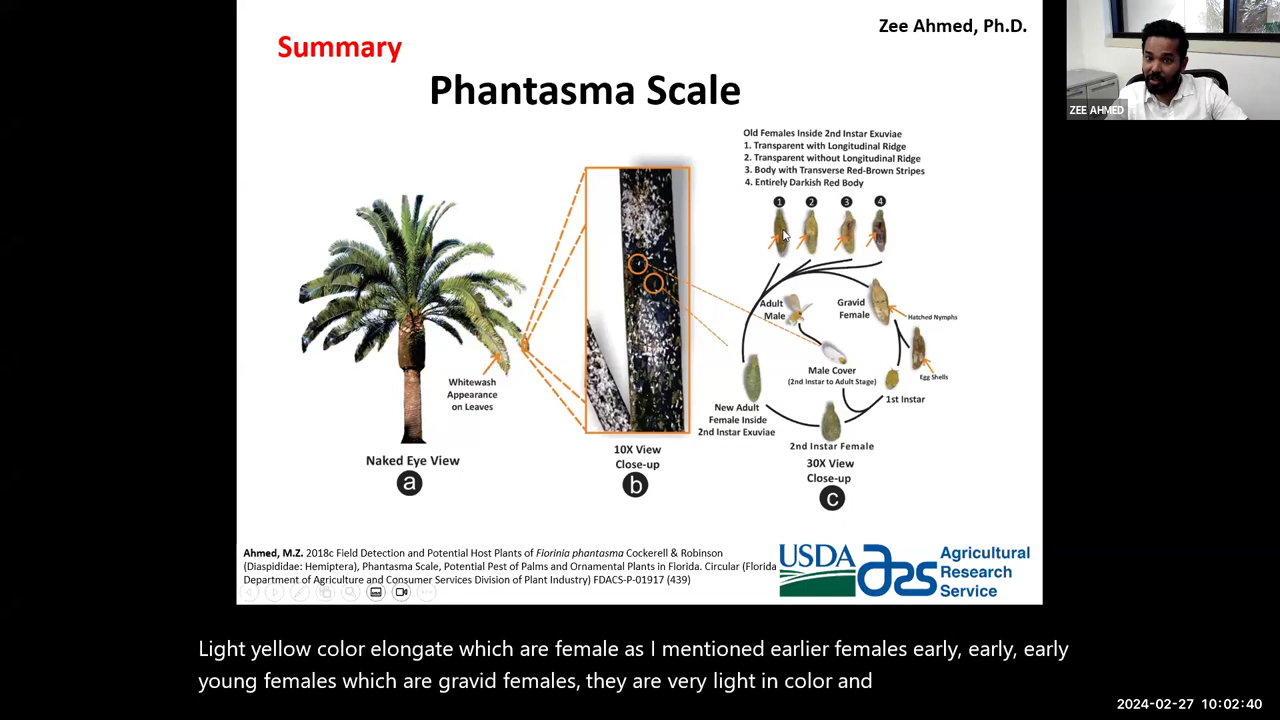 Zee Ahmed, Ph.D.
Summary
Phantasma Scale
ZEE AHMED
Old Females Inside 2nd Instar Exuviae
1. Transparent with Longitudinal Ridge
2. Transparent without Longitudinal Ridge
3. Body with Transverse Red-Brown Stripes
4. Entirely Darkish Red Body
1 2 3 4
Adult
Male
Gravid
Female
Hatched Nymphs
Egg Shells
Male Cover
(2nd Instar to Adult Stage)
1st Instar
New Adult
Female Inside
2nd Instar Exuviae
2nd Instar Female
Whitewash
Appearance
on Leaves
Naked Eye View
a
10X View
Close-up
b
30X View
Close-up
c
Ahmed, M.Z. 2018c Field Detection and Potential Host Plants of Fiorinia phantasma Cockerell & Robinson
(Diaspididae: Hemiptera), Phantasma Scale, Potential Pest of Palms and Ornamental Plants in Florida. Circular (Florida
Department of Agriculture and Consumer Services Division of Plant Industry) FDACS-P-01917 (439)
USDA
ars
Agricultural
Research
Service
Light yellow color elongate which are female as I mentioned earlier females early, early, early
young females which are gravid females, they are very light in color and
2024-02-27 10:02:40